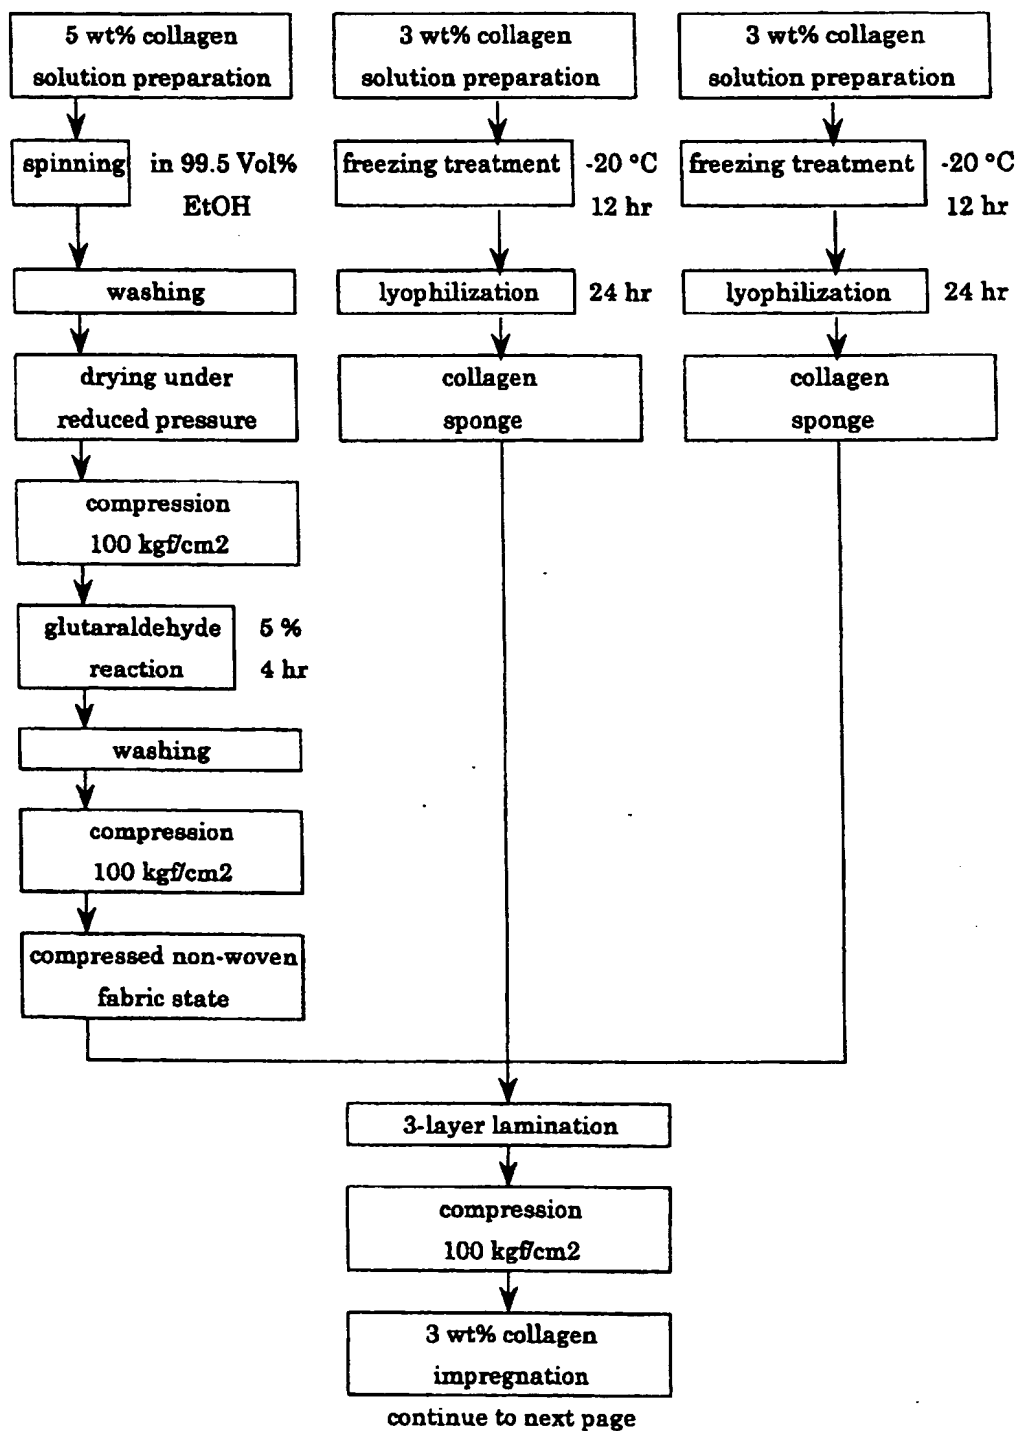 5 wt% collagen
solution preparation
spinning
in 99.5 Vol%
EtOH
washing
drying under
reduced pressure
compression
100 kgf/cm2
glutaraldehyde
reaction
5 %
4 hr
washing
compression
100 kgf/cm2
compressed non-woven
fabric state
3 wt% collagen
solution preparation
freezing treatment
-20 °C
12 hr
lyophilization
24 hr
collagen
sponge
3 wt% collagen
solution preparation
freezing treatment
-20 °C
12 hr
lyophilization
24 hr
collagen
sponge
3-layer lamination
compression
100 kgf/cm2
3 wt% collagen
impregnation
continue to next page